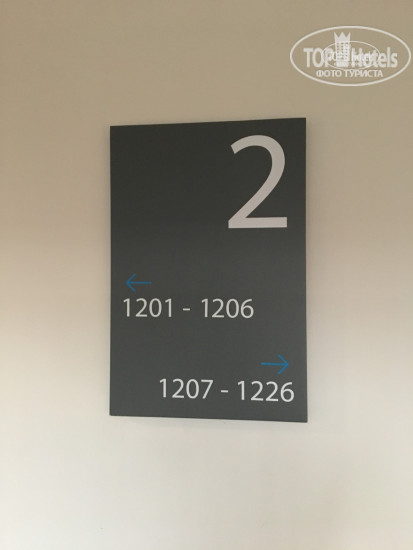 TOP Hotels
ФОТО ТУРИСТА
2
←
1201 - 1206
→
1207 - 1226